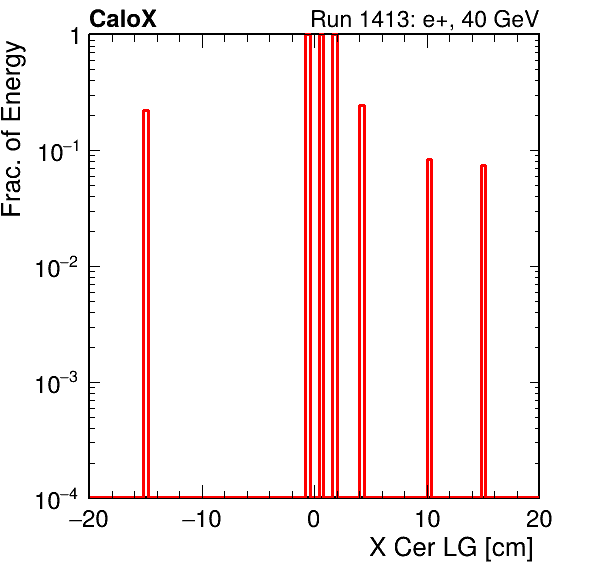 CaloX Run 1413: e+, 40 GeV
Frac. of Energy
1
10⁻¹
10⁻²
10⁻³
10⁻⁴
−20 −10 0 10 20
X Cer LG [cm]